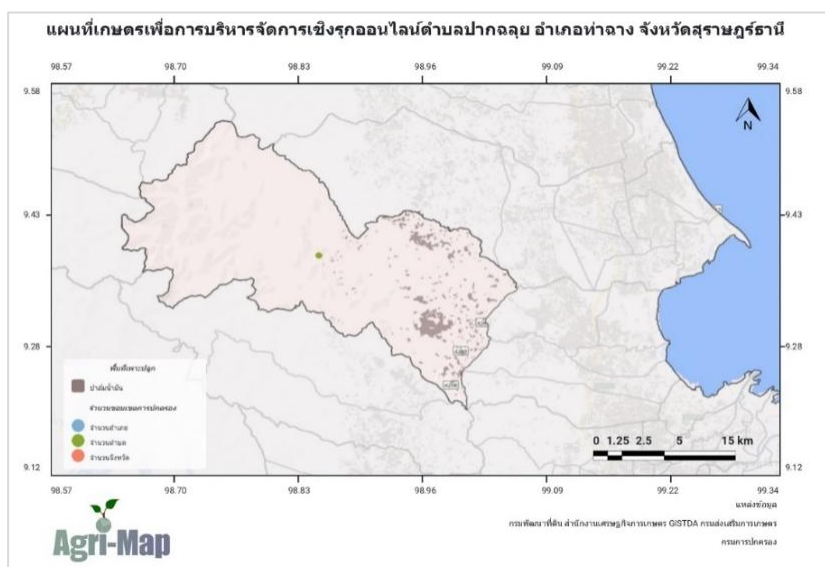 แผนที่เกษตรเพื่อการบริหารจัดการเชิงรุกออนไลน์ตำบลปากฉลุย อำเภอท่าฉาง จังหวัดสุราษฎร์ธานี
98.57 98.70 98.83 98.96 99.09 99.22 99.34
9.58 9.58
N
9.43 9.43
9.28 9.28
พื้นที่เพาะปลูก
ปาล์มน้ำมัน
จำนวนขอบเขตการปกครอง
จำนวนอำเภอ
จำนวนตำบล
จำนวนจังหวัด
0 1.25 2.5 5 15 km
9.12 9.12
98.57 98.70 98.83 98.96 99.09 99.22 99.34
แหล่งข้อมูล
กรมพัฒนาที่ดิน สำนักงานเศรษฐกิจการเกษตร GISTDA กรมส่งเสริมการเกษตร
กรมการปกครอง
Agri-Map